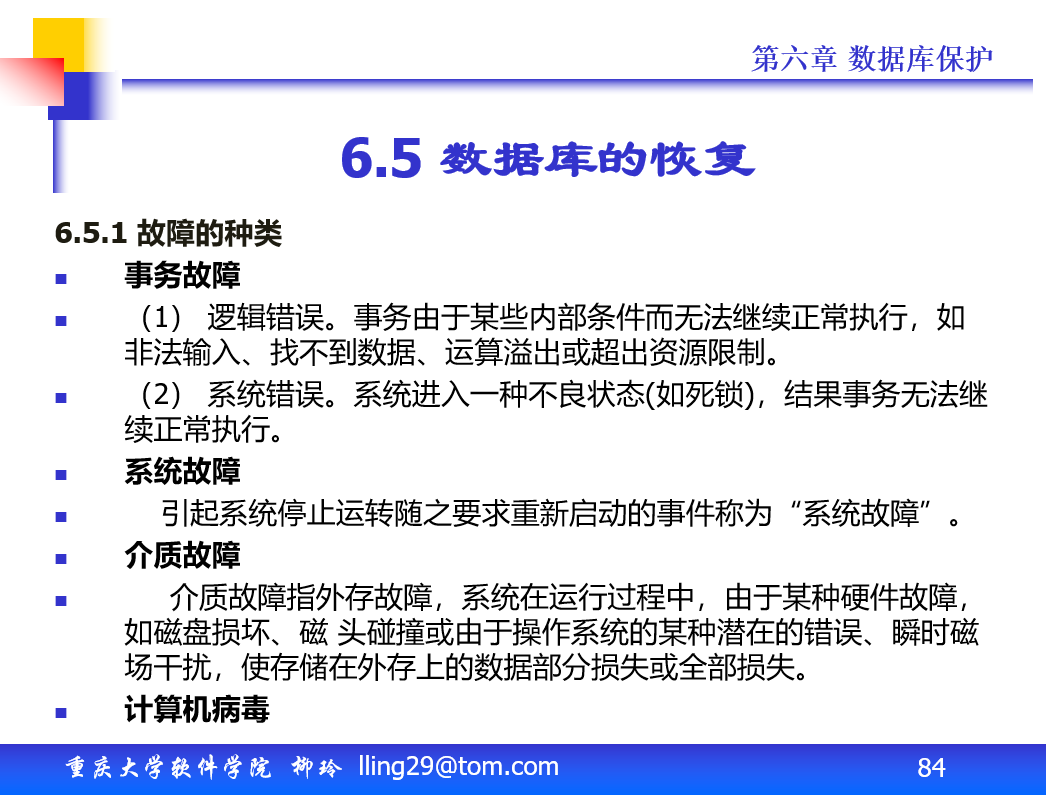 第六章 数据库保护
6.5 数据库的恢复
6.5.1 故障的种类
事务故障
（1） 逻辑错误。事务由于某些内部条件而无法继续正常执行，如
非法输入、找不到数据、运算溢出或超出资源限制。
（2） 系统错误。系统进入一种不良状态(如死锁)，结果事务无法继
续正常执行。
系统故障
引起系统停止运转随之要求重新启动的事件称为“系统故障”。
介质故障
介质故障指外存故障，系统在运行过程中，由于某种硬件故障，
如磁盘损坏、磁 头碰撞或由于操作系统的某种潜在的错误、瞬时磁
场干扰，使存储在外存上的数据部分损失或全部损失。
计算机病毒
重庆大学软件学院 柳玲 lling29@tom.com
84